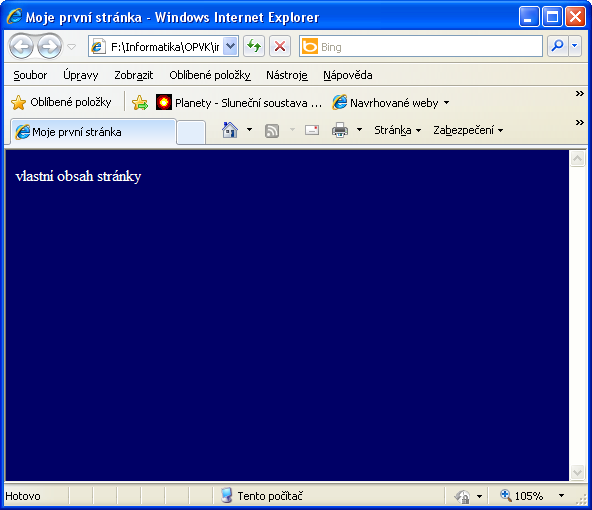 Moje první stránka - Windows Internet Explorer
F:\Informatika\OPVK\ir
Bing
Soubor Úpravy Zobrazit Oblíbené položky Nástroje Nápověda
Oblíbené položky Planety - Sluneční soustava ... Navrhované weby
Moje první stránka Stránka Zabezpečení
vlastní obsah stránky
Hotovo Tento počítač 105%